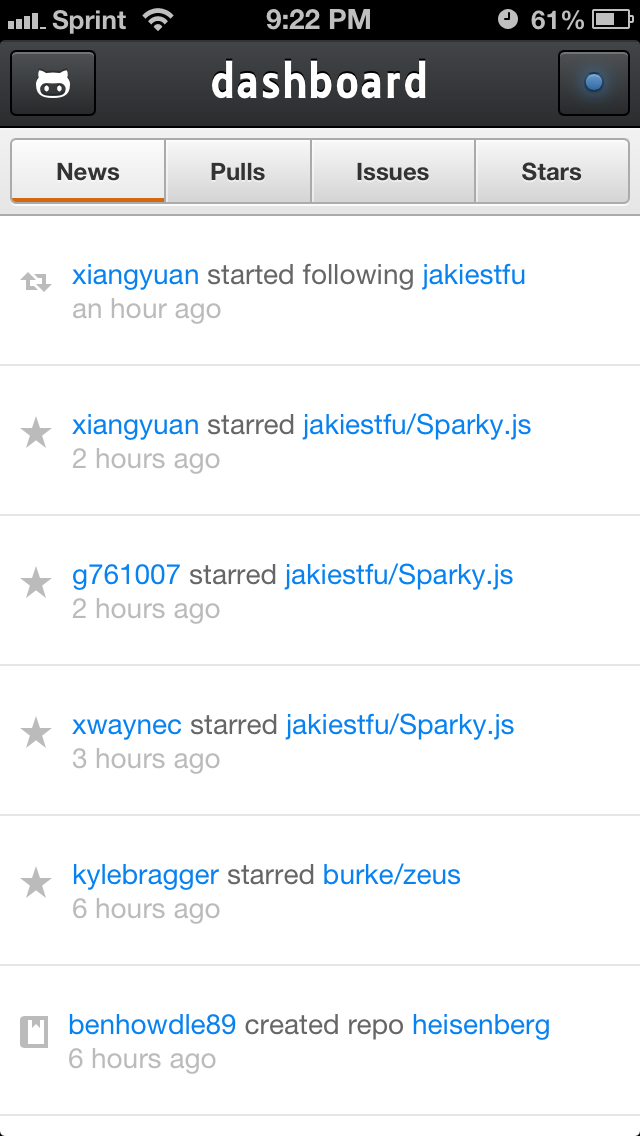 Sprint 9:22 PM 61%
dashboard
News Pulls Issues Stars
xiangyuan started following jakiestfu
an hour ago
xiangyuan starred jakiestfu/Sparky.js
2 hours ago
g761007 starred jakiestfu/Sparky.js
2 hours ago
xwaynec starred jakiestfu/Sparky.js
3 hours ago
kylebragger starred burke/zeus
6 hours ago
benhowdle89 created repo heisenberg
6 hours ago